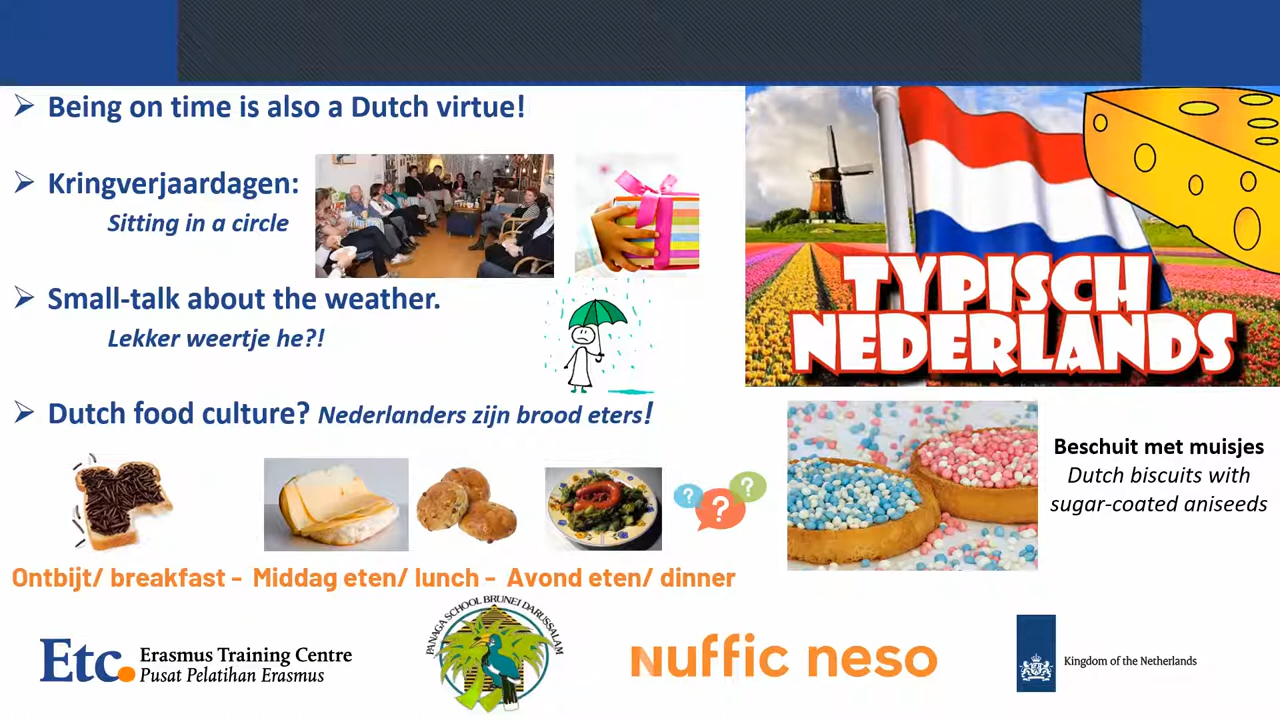 Being on time is also a Dutch virtue!
Kringverjaardagen:
Sitting in a circle
Small-talk about the weather.
Lekker weertje he?!
Dutch food culture? Nederlanders zijn brood eters!
Ontbijt/ breakfast - Middag eten/ lunch - Avond eten/ dinner
TYPISCH
NEDERLANDS
Beschuit met muisjes
Dutch biscuits with
sugar-coated aniseeds
? ? ?
Etc. Erasmus Training Centre
Pusat Pelatihan Erasmus
PANAGA SCHOOL BRUNEI DARUSSALAM
nuffic neso
Kingdom of the Netherlands